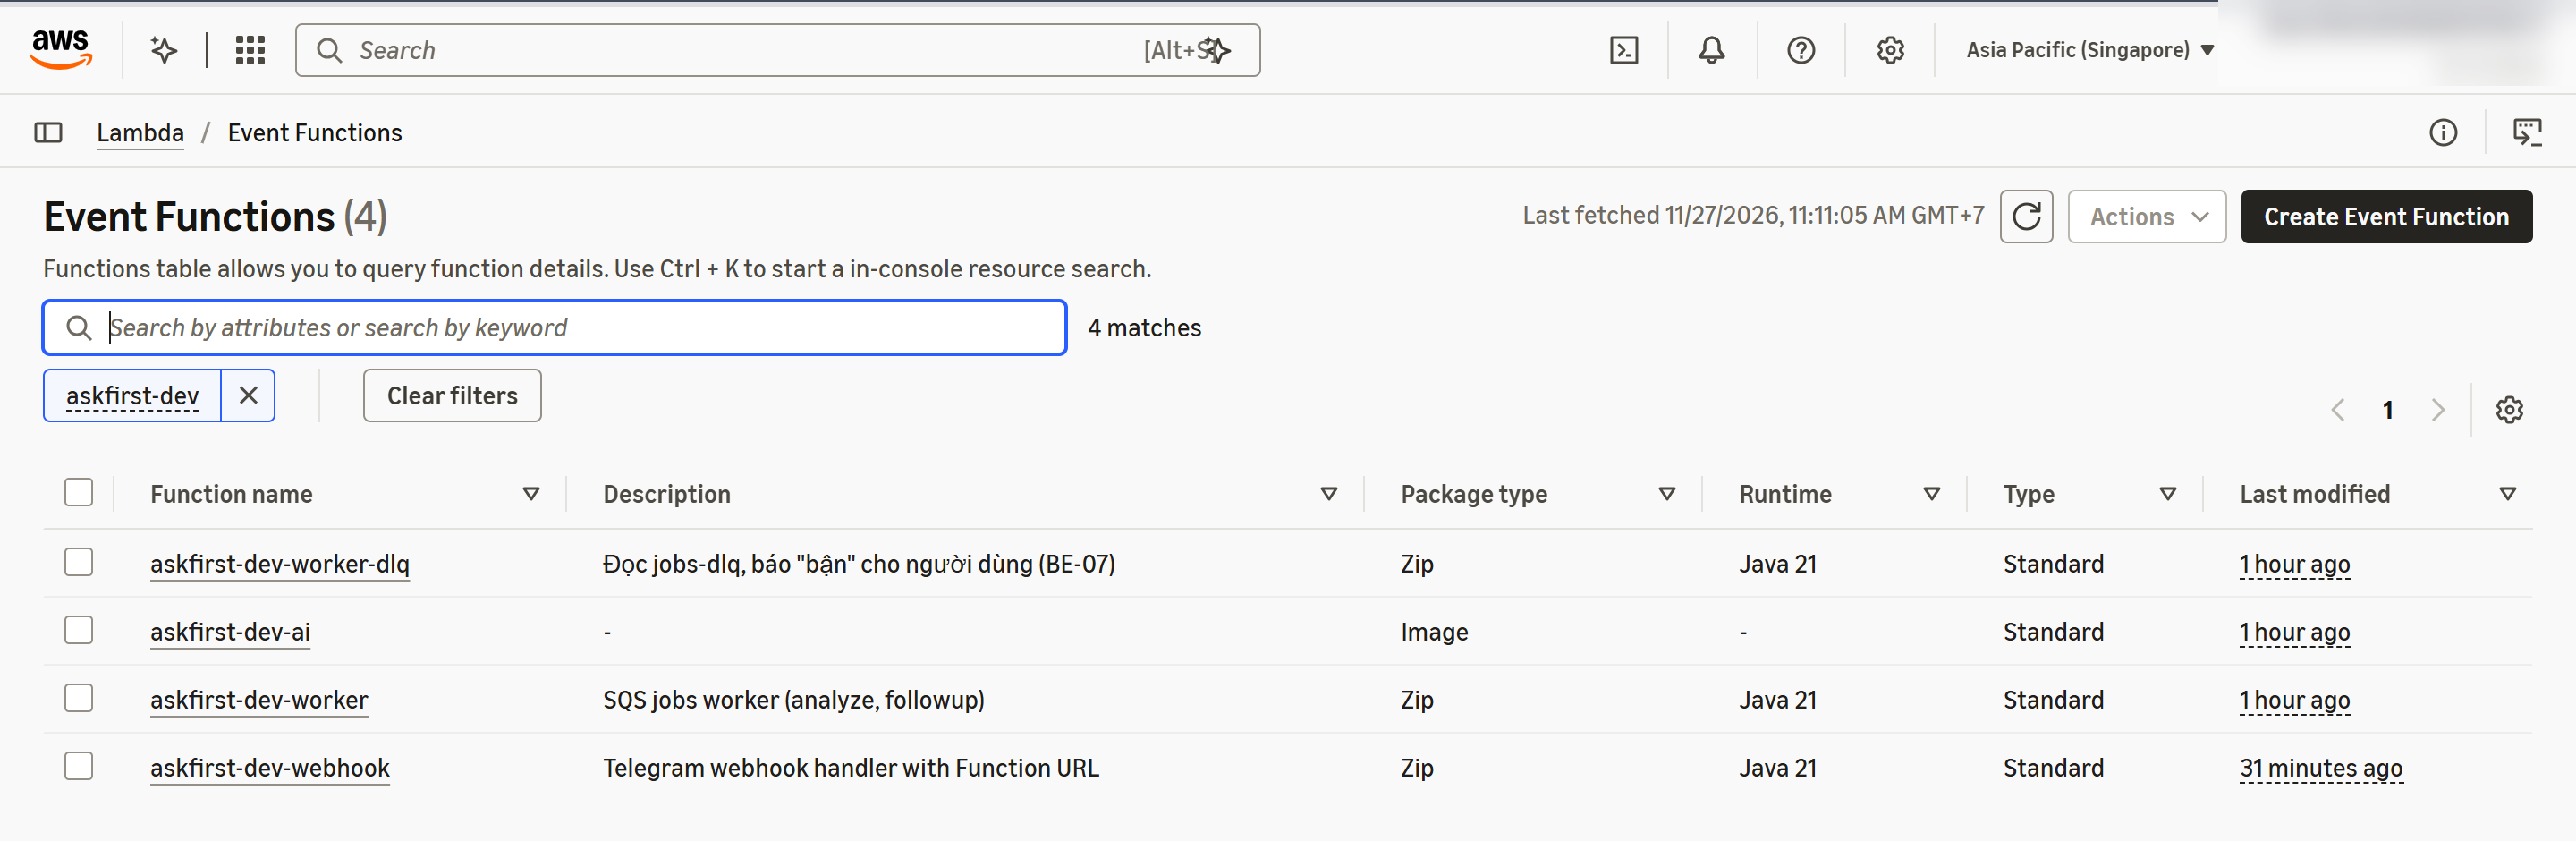 aws
Search [Alt+S]
Asia Pacific (Singapore)
Lambda / Event Functions
Event Functions (4)
Last fetched 11/27/2026, 11:11:05 AM GMT+7
Actions
Create Event Function
Functions table allows you to query function details. Use Ctrl + K to start a in-console resource search.
Search by attributes or search by keyword
4 matches
askfirst-dev
Clear filters
1
Function name Description Package type Runtime Type Last modified
askfirst-dev-worker-dlq Đọc jobs-dlq, báo "bận" cho người dùng (BE-07) Zip Java 21 Standard 1 hour ago
askfirst-dev-ai - Image - Standard 1 hour ago
askfirst-dev-worker SQS jobs worker (analyze, followup) Zip Java 21 Standard 1 hour ago
askfirst-dev-webhook Telegram webhook handler with Function URL Zip Java 21 Standard 31 minutes ago